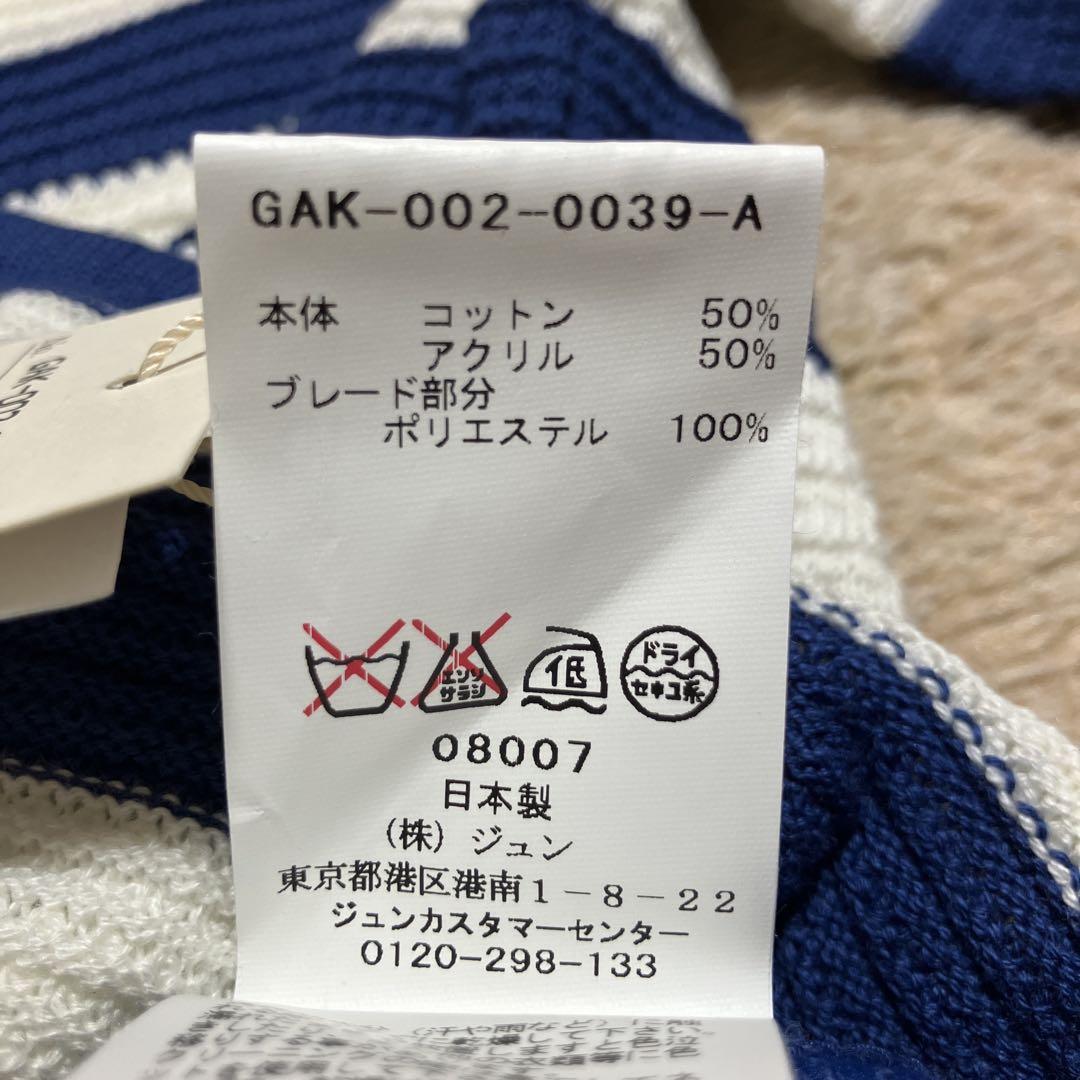 GAK-002-0039-A
本体 コットン 50%
アクリル 50%
ブレード部分
ポリエステル 100%
エンソ
サラシ
低
ドライ
セキユ系
08007
日本製
(株) ジュン
東京都港区港南1-8-22
ジュンカスタマーセンター
0120-298-133